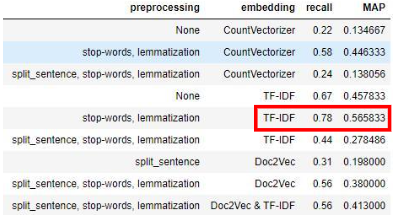 preprocessing embedding recall MAP
None CountVectorizer 0.22 0.134667
stop-words, lemmatization CountVectorizer 0.58 0.446333
split_sentence, stop-words, lemmatization CountVectorizer 0.24 0.138056
None TF-IDF 0.67 0.457833
stop-words, lemmatization TF-IDF 0.78 0.565833
split_sentence, stop-words, lemmatization TF-IDF 0.44 0.278486
split_sentence Doc2Vec 0.31 0.198000
split_sentence, stop-words, lemmatization Doc2Vec 0.56 0.380000
split_sentence, stop-words, lemmatization Doc2Vec & TF-IDF 0.56 0.413000